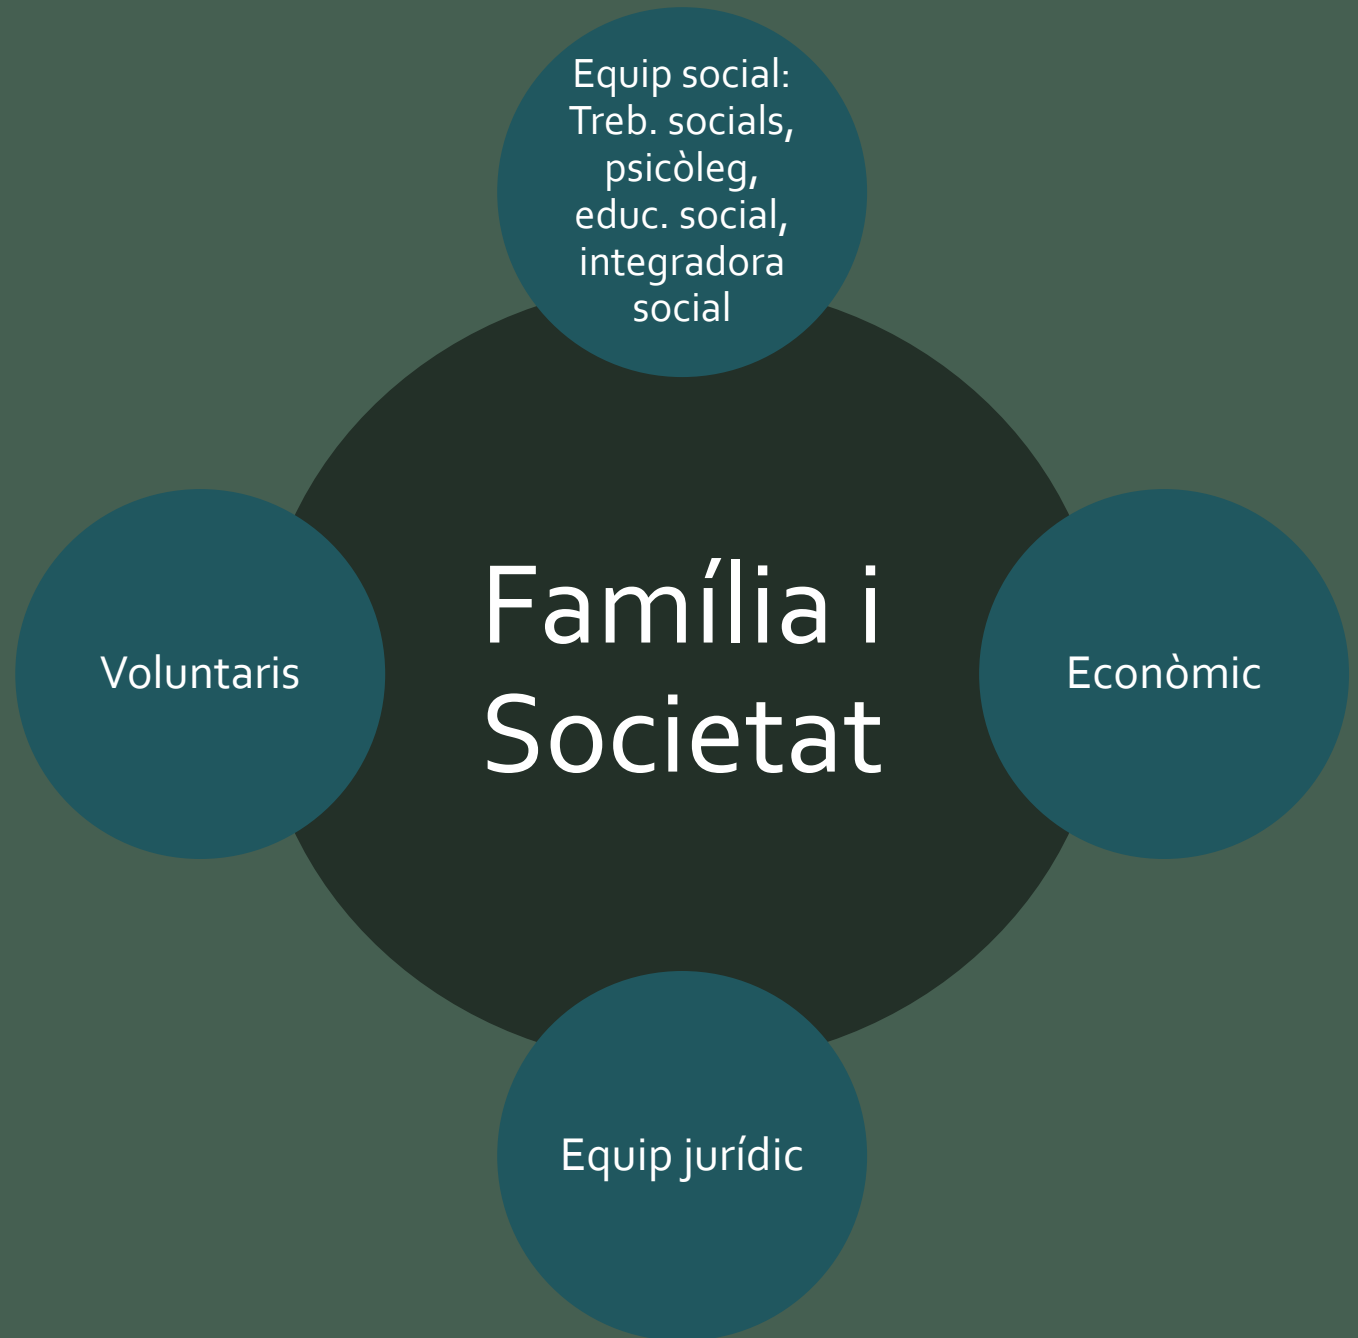 Equip social:
Treb. socials,
psicòleg,
educ. social,
integradora
social
Família i
Societat
Voluntaris
Econòmic
Equip jurídic